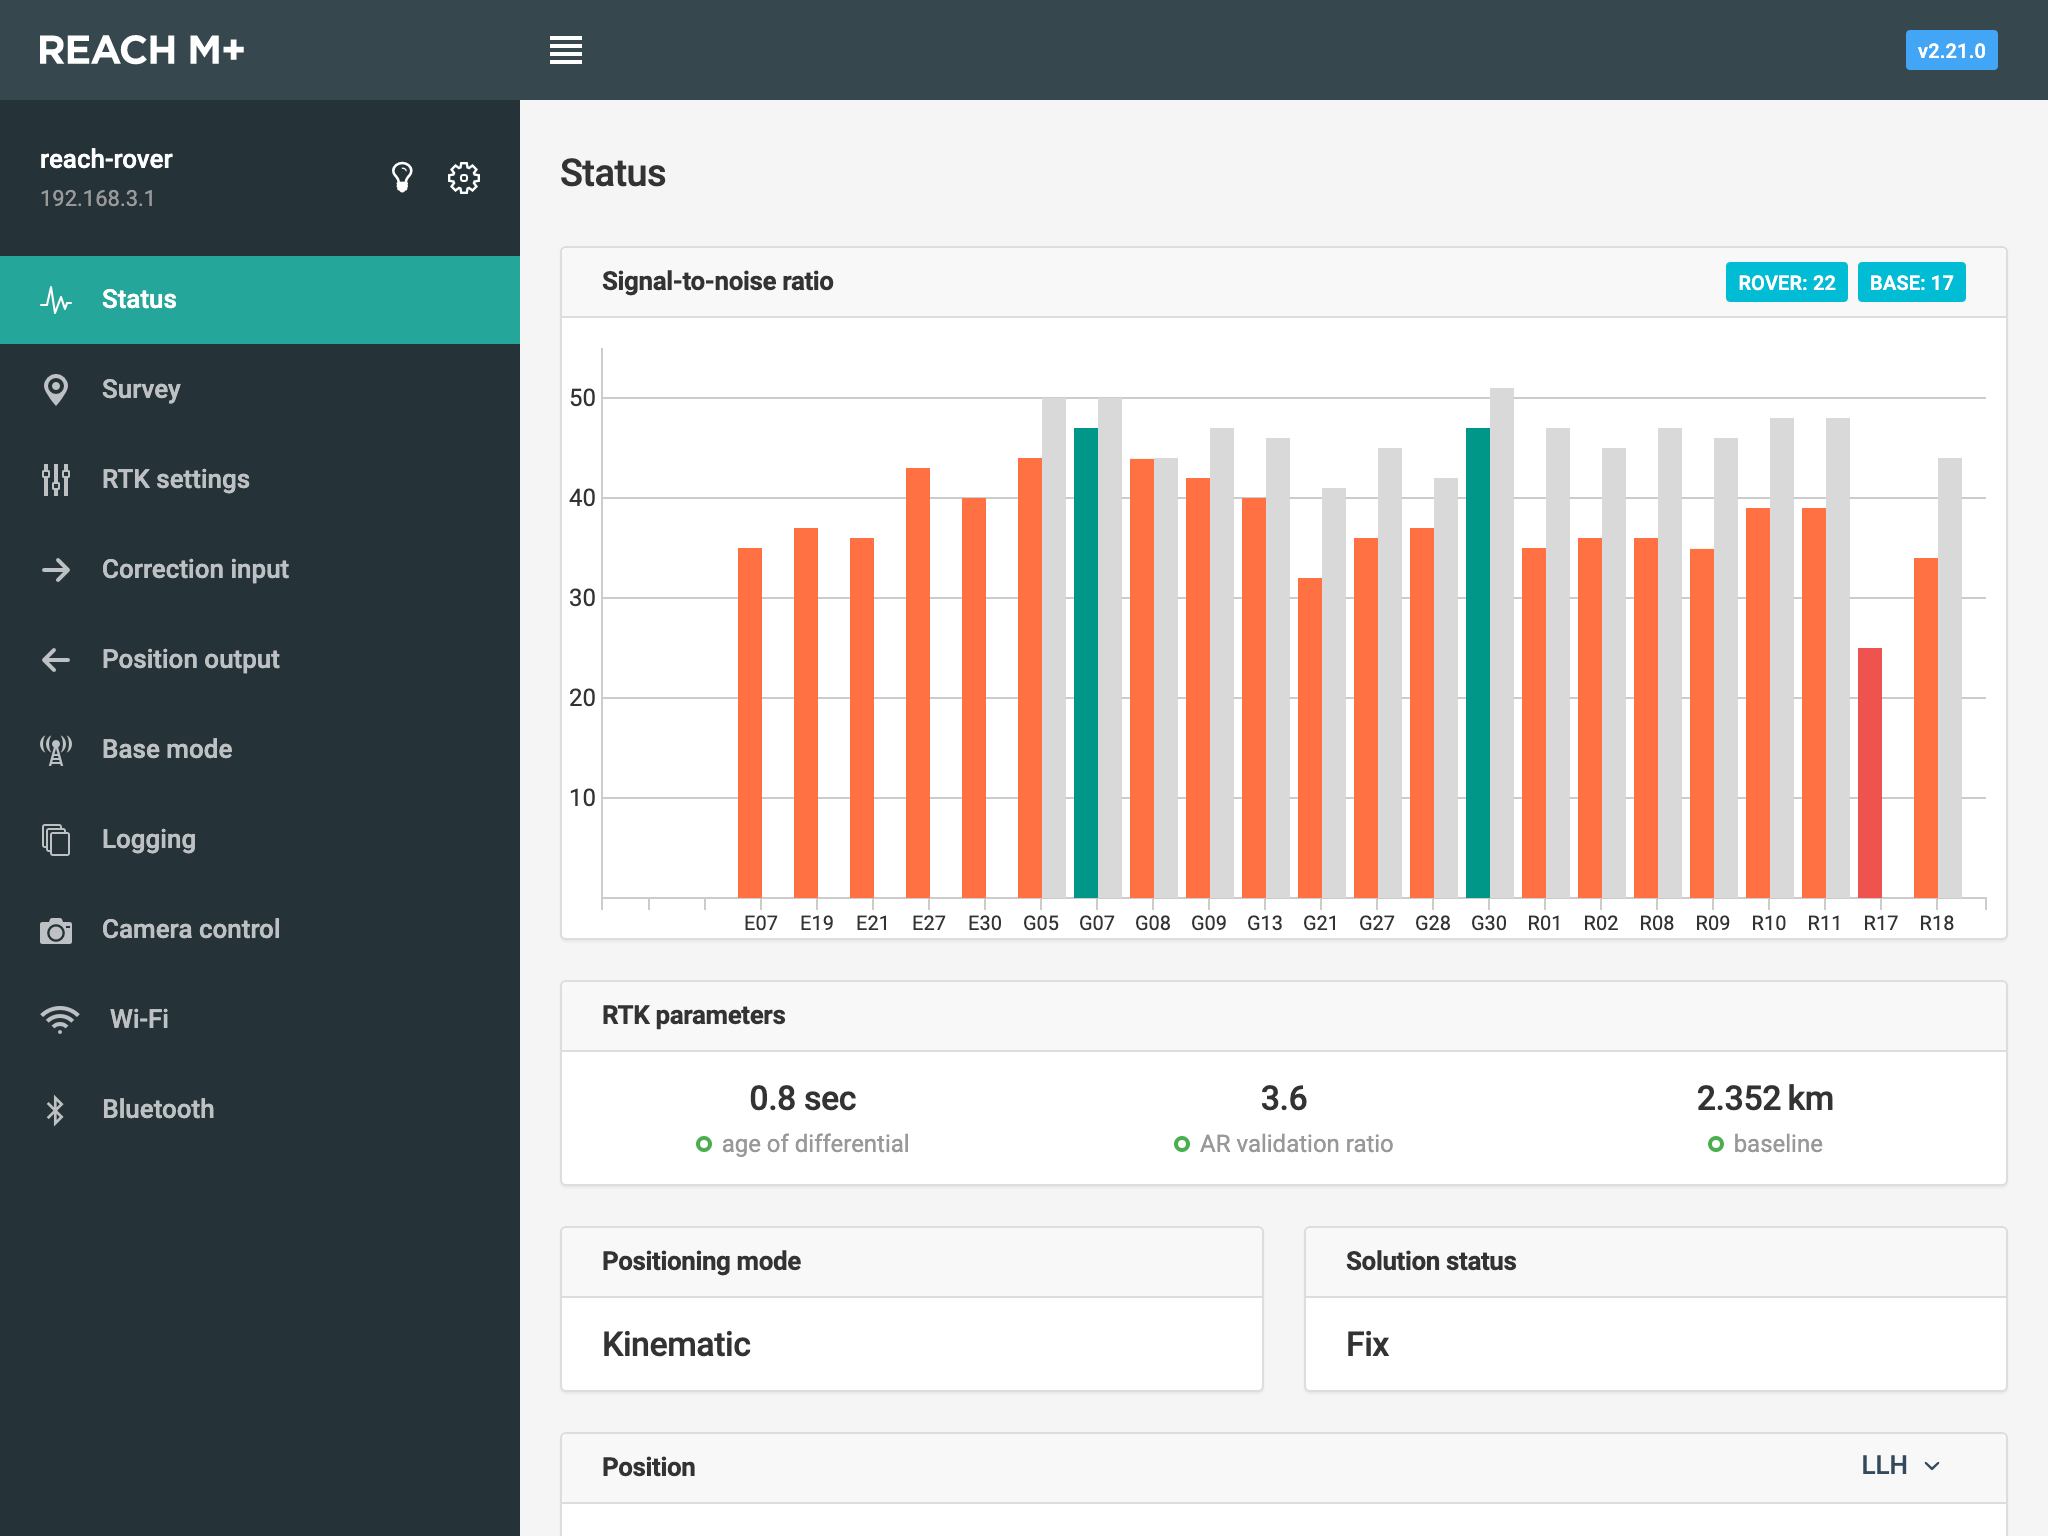 REACH M+
v2.21.0
reach-rover
192.168.3.1
Status
Survey
RTK settings
Correction input
Position output
Base mode
Logging
Camera control
Wi-Fi
Bluetooth
Status
Signal-to-noise ratio
ROVER: 22 BASE: 17
50
40
30
20
10
E07 E19 E21 E27 E30 G05 G07 G08 G09 G13 G21 G27 G28 G30 R01 R02 R08 R09 R10 R11 R17 R18
RTK parameters
0.8 sec 3.6 2.352 km
age of differential AR validation ratio baseline
Positioning mode
Kinematic
Solution status
Fix
Position LLH